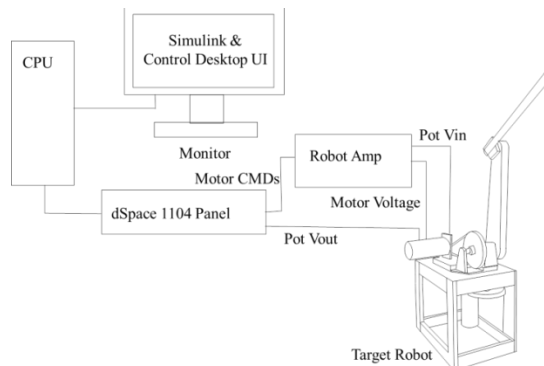 Simulink &
Control Desktop UI
CPU
Monitor
Pot Vin
Robot Amp
Motor CMDs
Motor Voltage
dSpace 1104 Panel
Pot Vout
Target Robot